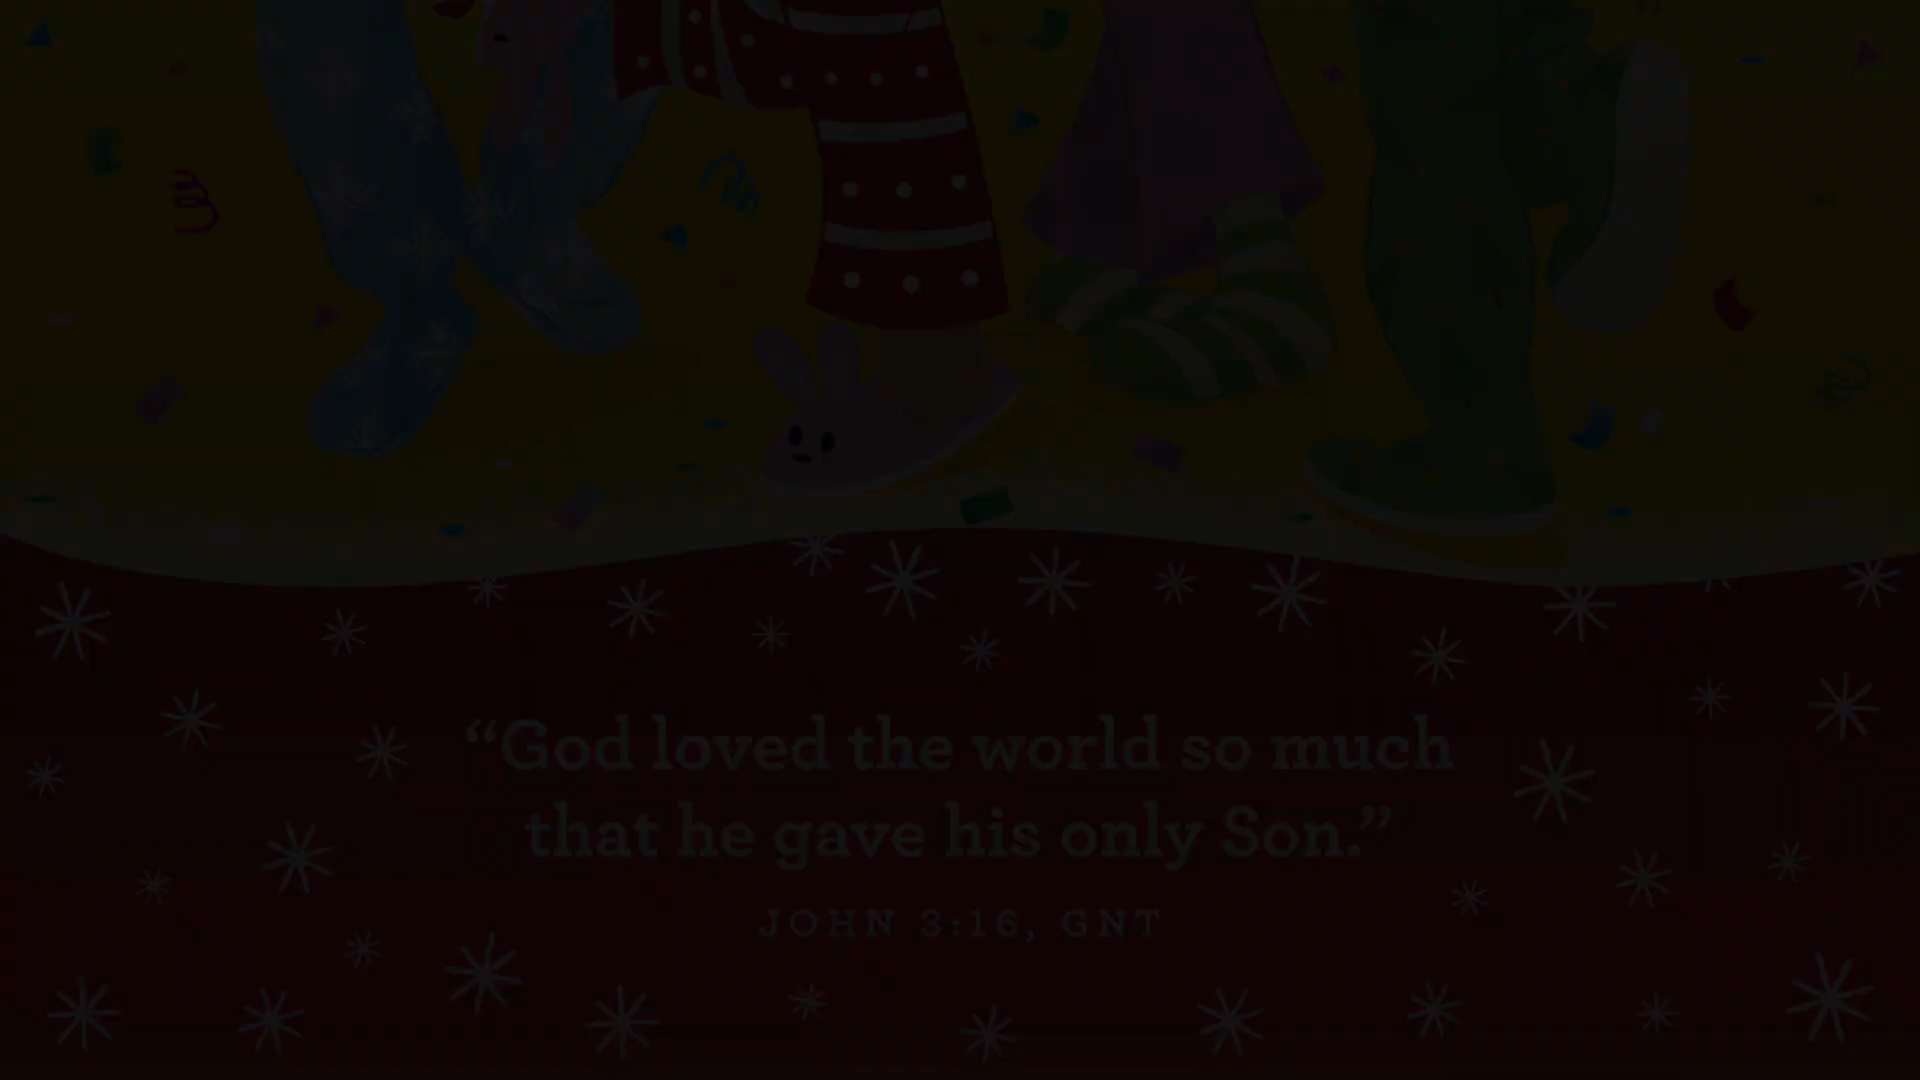 “God loved the world so much
that he gave his only Son.”
JOHN 3:16, GNT